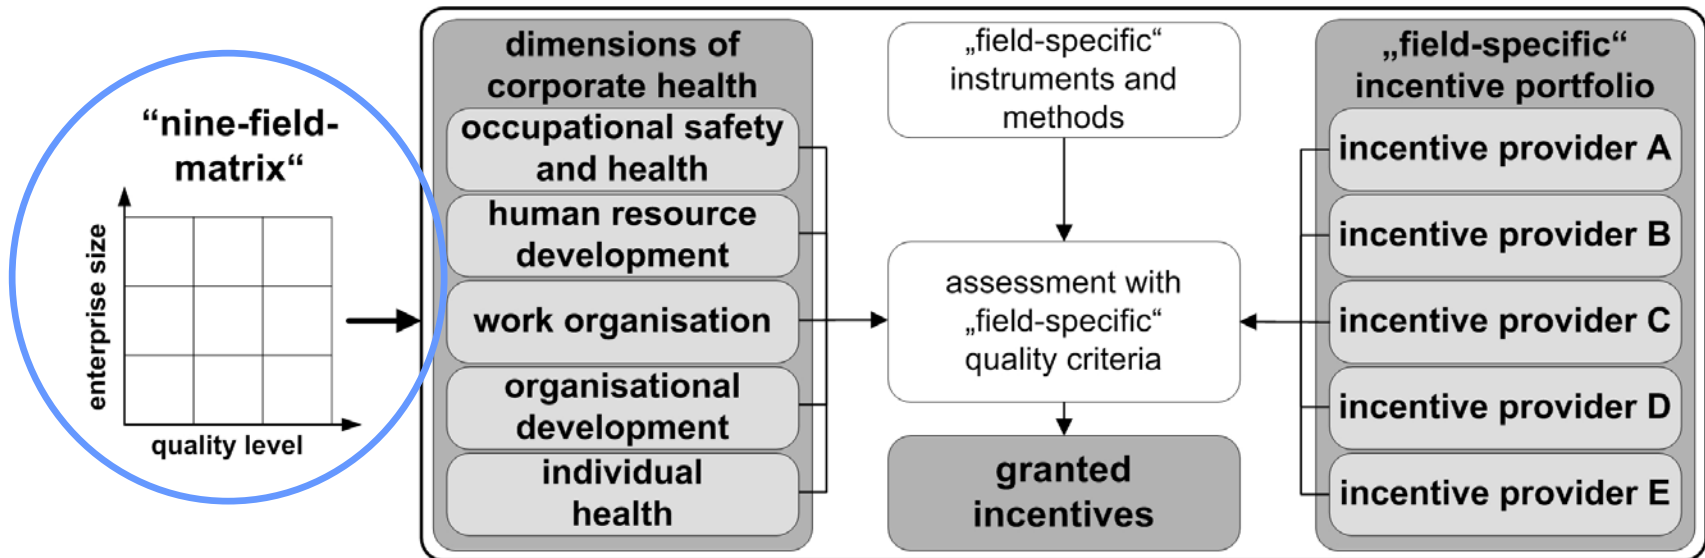 “nine-field-
matrix“
enterprise size
quality level
dimensions of
corporate health
occupational safety
and health
human resource
development
work organisation
organisational
development
individual
health
„field-specific“
instruments and
methods
assessment with
„field-specific“
quality criteria
granted
incentives
„field-specific“
incentive portfolio
incentive provider A
incentive provider B
incentive provider C
incentive provider D
incentive provider E